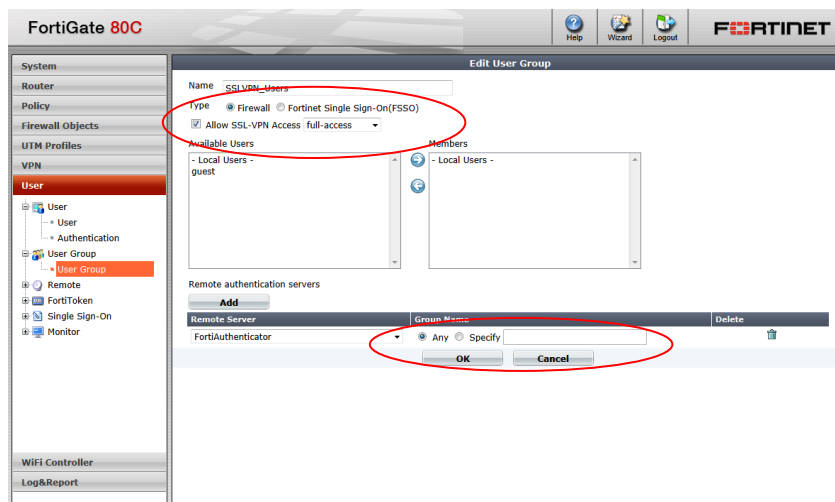 FortiGate 80C
Help
Wizard
Logout
FORTINET
System
Router
Policy
Firewall Objects
UTM Profiles
VPN
User
User
User
Authentication
User Group
User Group
Remote
FortiToken
Single Sign-On
Monitor
WiFi Controller
Log&Report
Edit User Group
Name SSLVPN_Users
Type Firewall Fortinet Single Sign-On(FSSO)
Allow SSL-VPN Access full-access
Available Users Members
- Local Users - - Local Users -
guest
Remote authentication servers
Add
Remote Server Group Name Delete
FortiAuthenticator Any Specify
OK Cancel